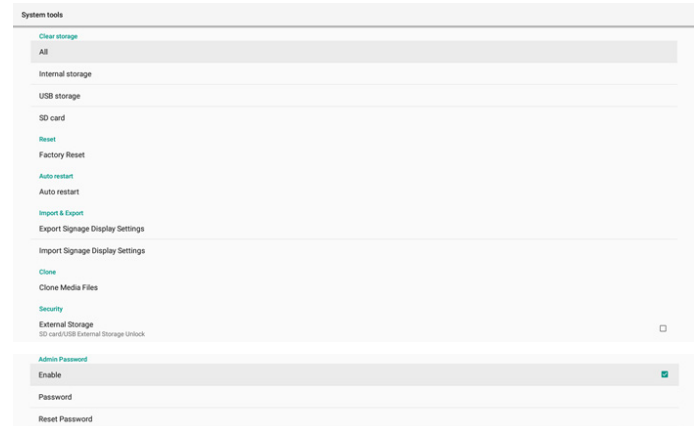 System tools
Clear storage
All
Internal storage
USB storage
SD card
Reset
Factory Reset
Auto restart
Auto restart
Import & Export
Export Signage Display Settings
Import Signage Display Settings
Clone
Clone Media Files
Security
External Storage
SD card/USB External Storage Unlock
Admin Password
Enable
Password
Reset Password